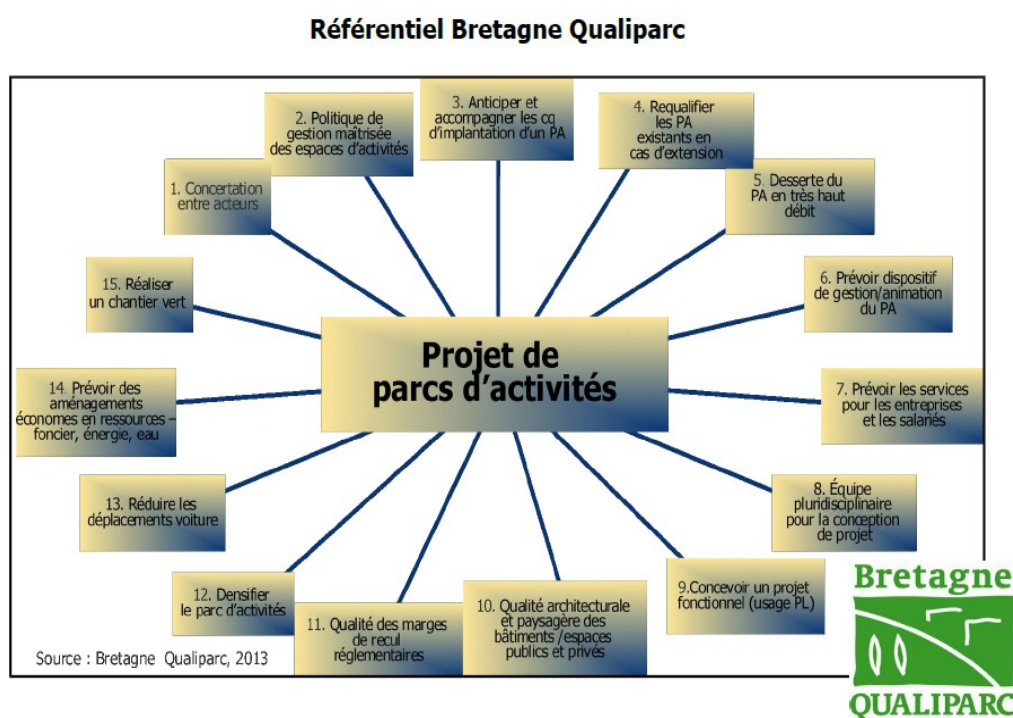 Référentiel Bretagne Qualiparc
1. Concertation
entre acteurs
2. Politique de
gestion maîtrisée
des espaces d'activités
3. Anticiper et
accompagner les cq
d'implantation d'un PA
4. Requalifier
les PA
existants en
cas d'extension
5. Desserte du
PA en très haut
débit
6. Prévoir dispositif
de gestion/animation
du PA
7. Prévoir les services
pour les entreprises
et les salariés
8. Équipe
pluridisciplinaire
pour la conception
de projet
9.Concevoir un projet
fonctionnel (usage PL)
10. Qualité architecturale
et paysagère des
bâtiments /espaces
publics et privés
11. Qualité des marges
de recul
réglementaires
12. Densifier
le parc d'activités
13. Réduire les
déplacements voiture
14. Prévoir des
aménagements
économes en ressources –
foncier, énergie, eau
15. Réaliser
un chantier vert
Projet de
parcs d'activités
Source : Bretagne Qualiparc, 2013
Bretagne
QUALIPARC